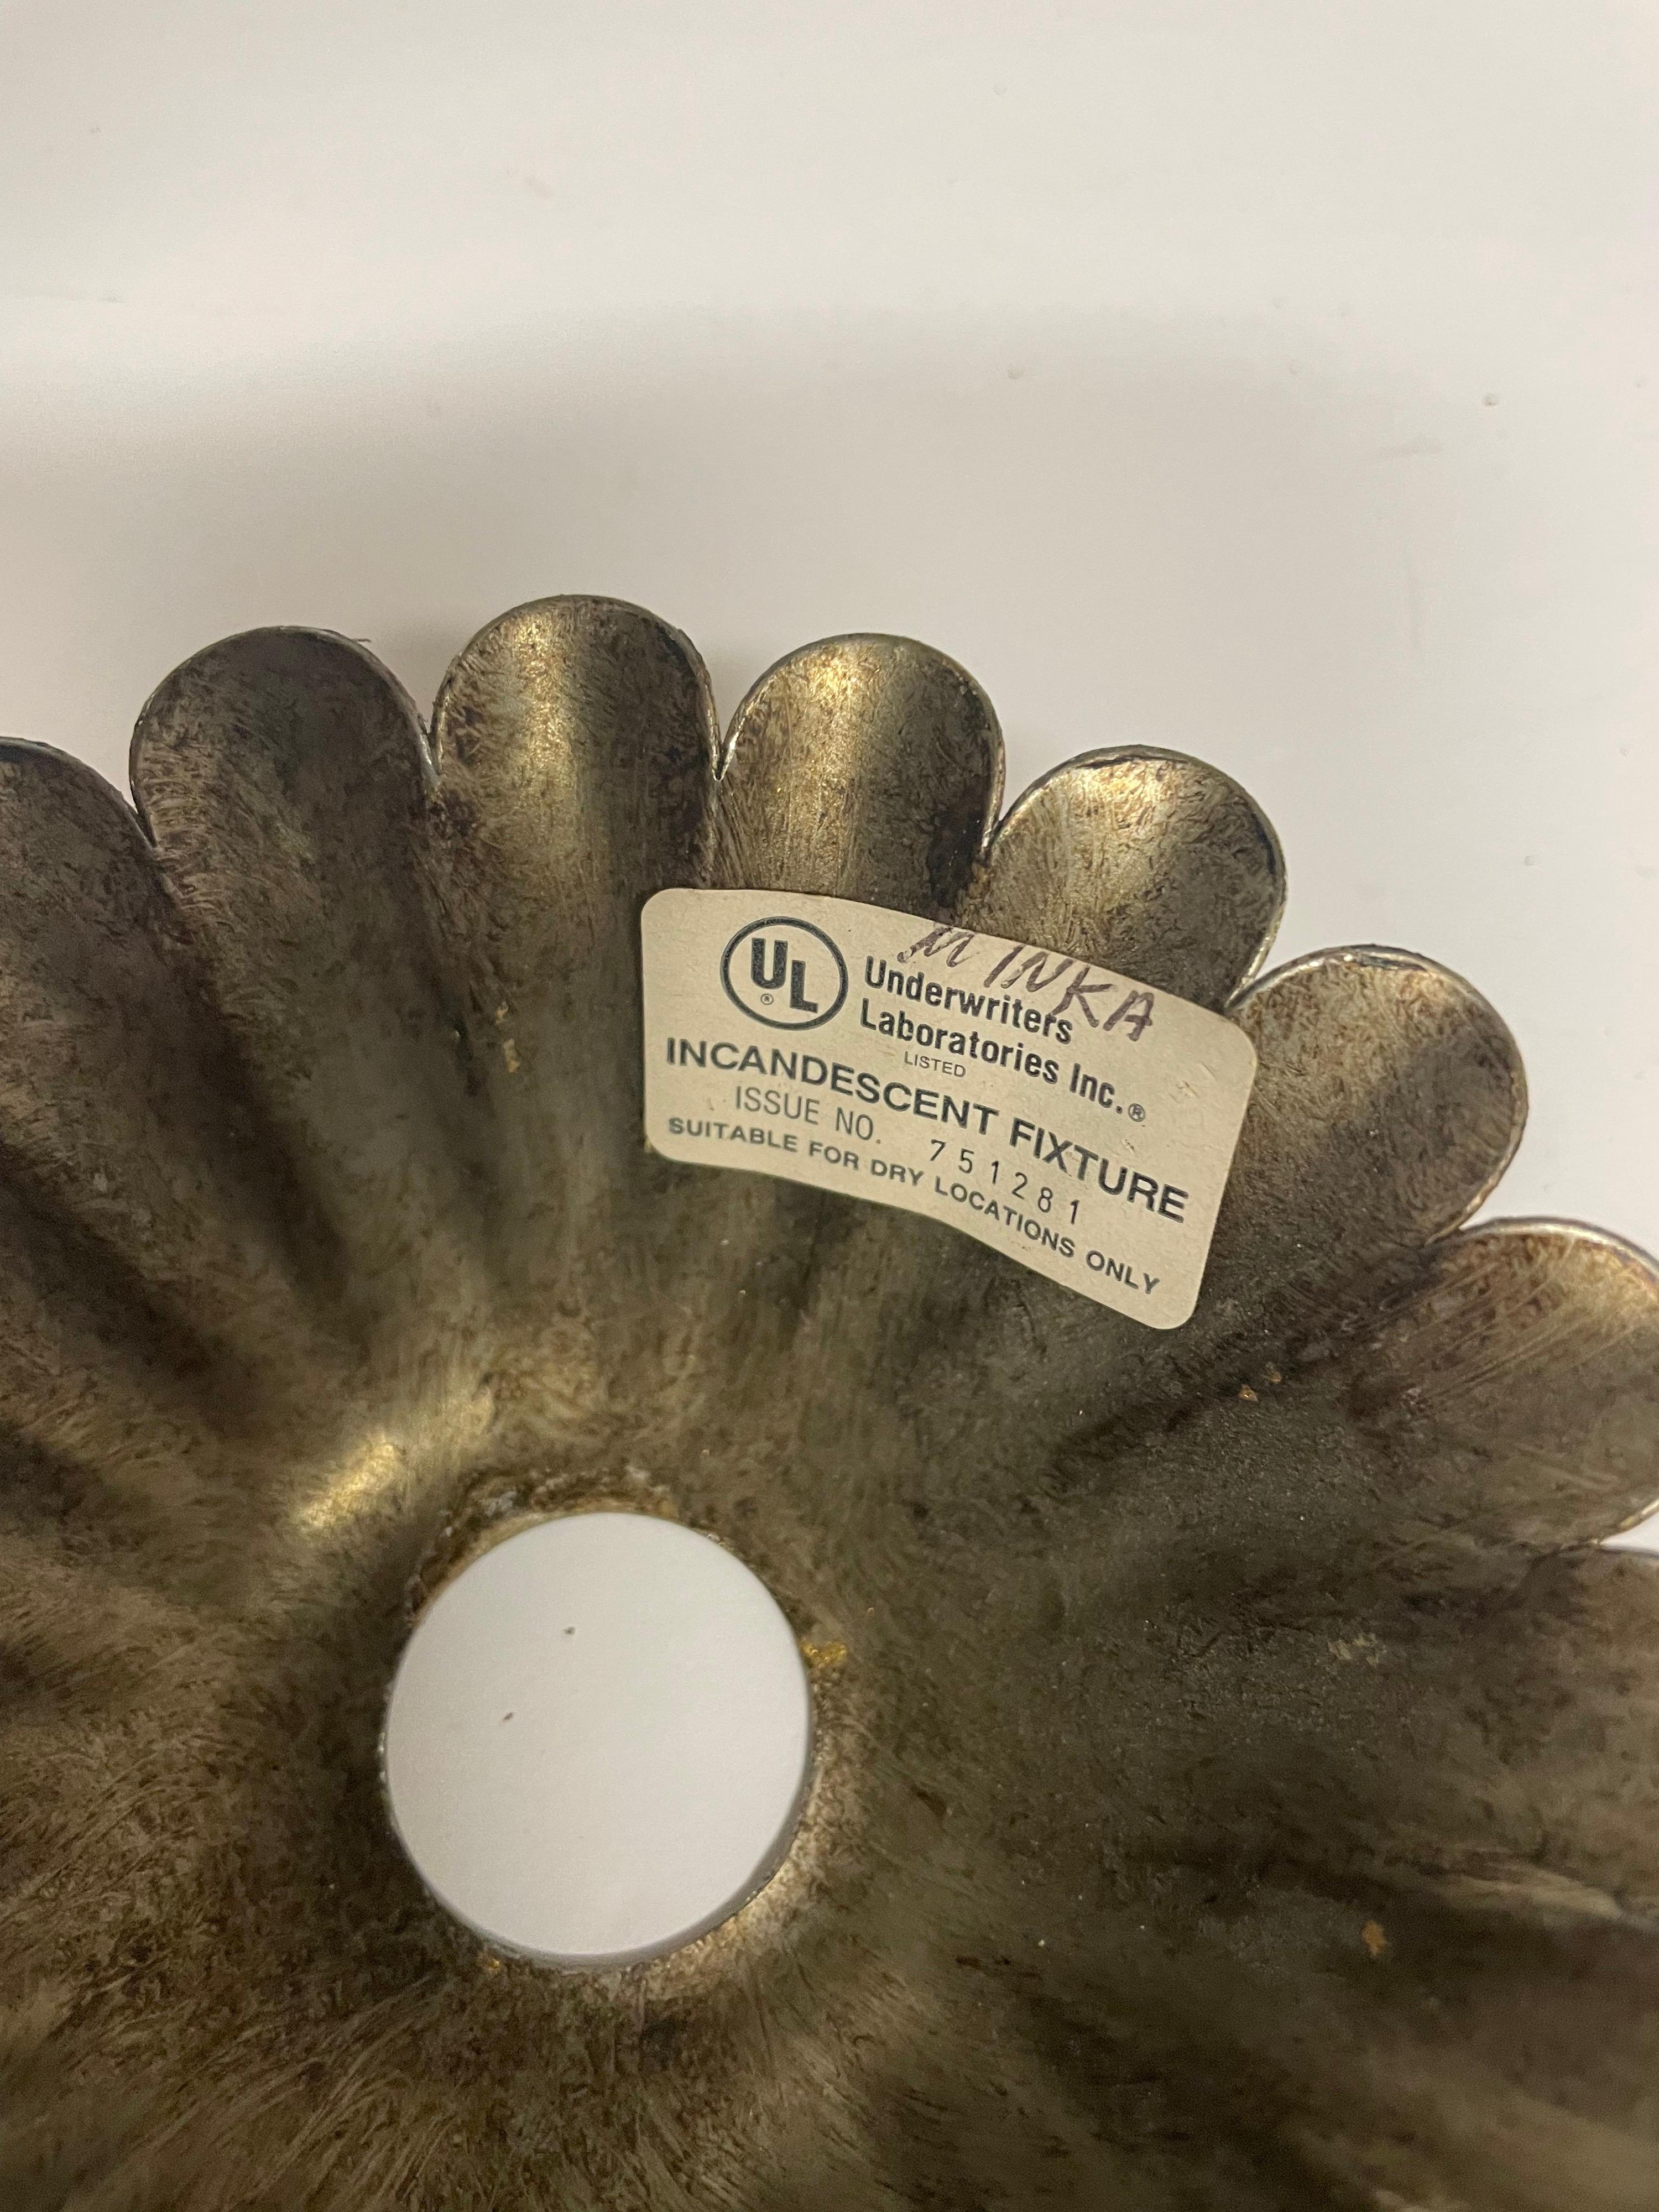 MINKA
UL®
Underwriters
Laboratories Inc.®
LISTED
INCANDESCENT FIXTURE
ISSUE NO. 751281
SUITABLE FOR DRY LOCATIONS ONLY